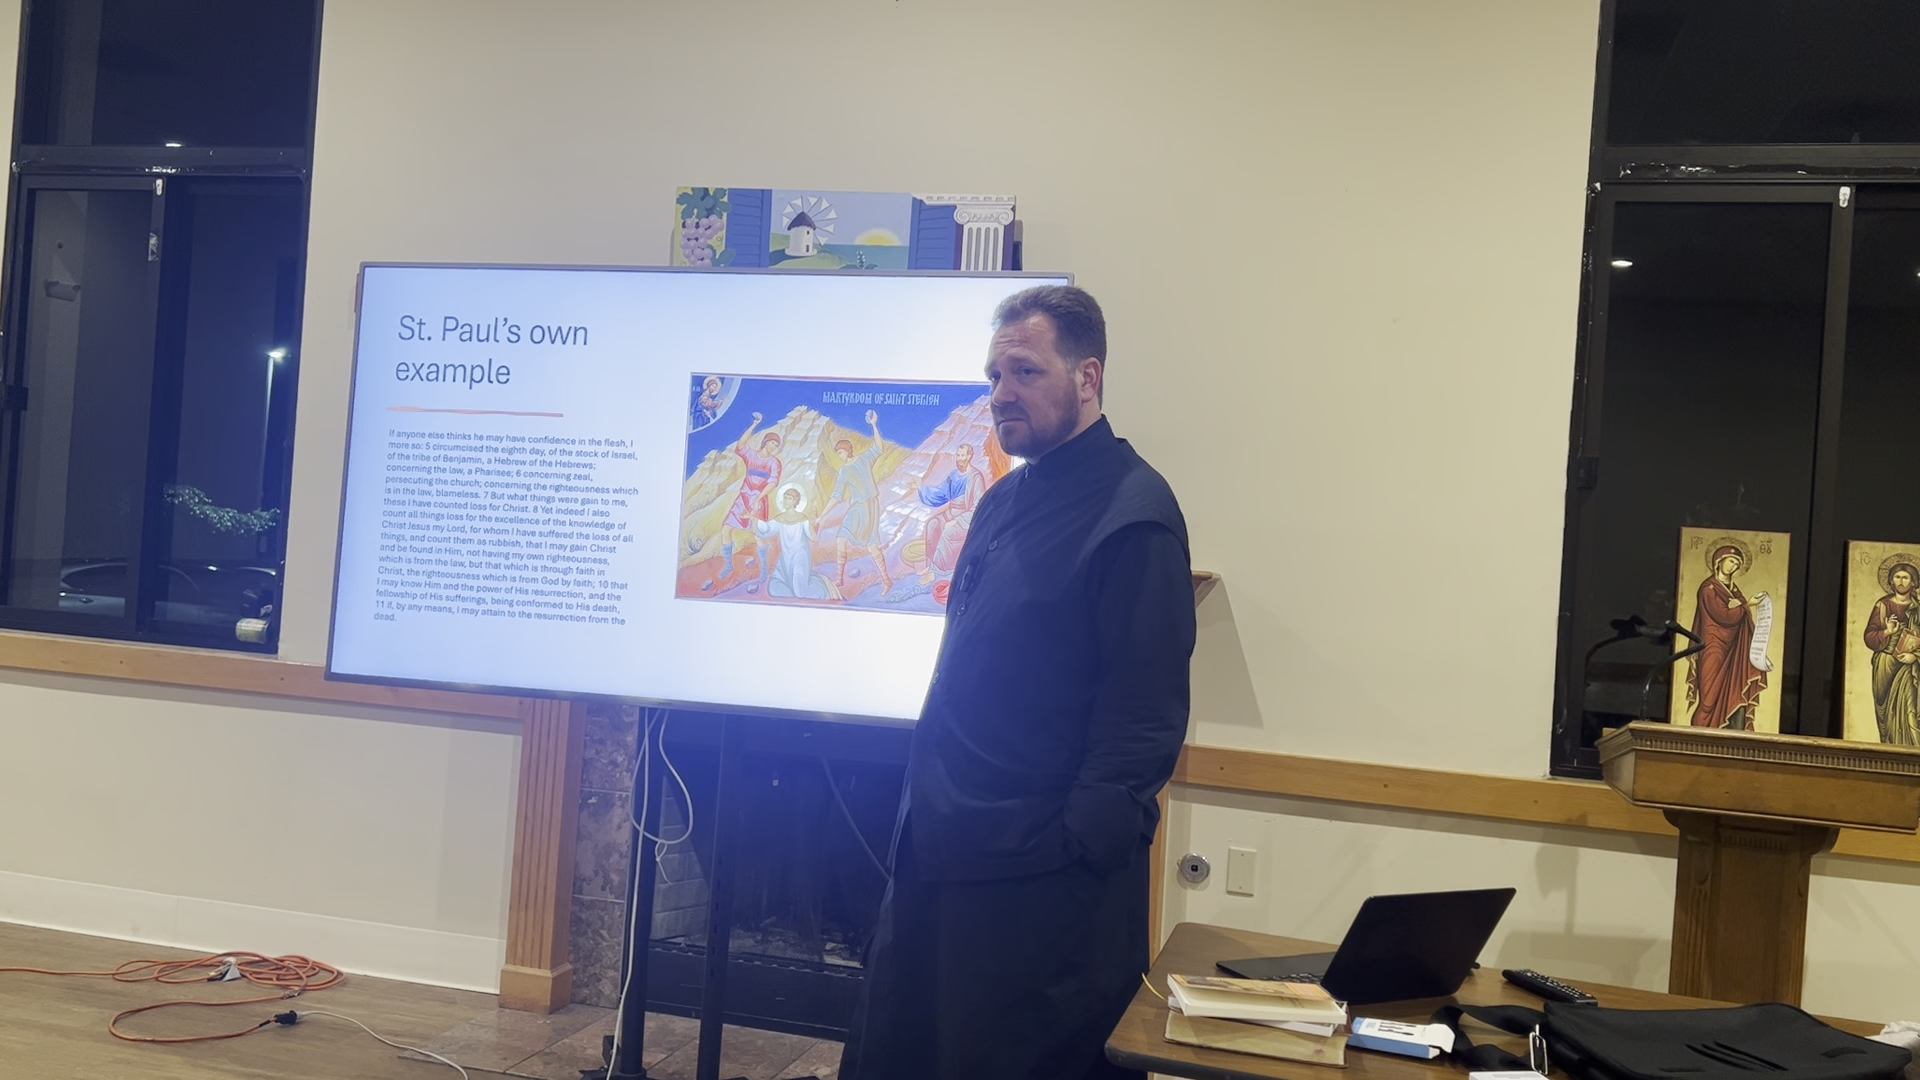 St. Paul's own
example
If anyone else thinks he may have confidence in the flesh, I
more so: 5 circumcised the eighth day, of the stock of Israel,
of the tribe of Benjamin, a Hebrew of the Hebrews;
concerning the law, a Pharisee; 6 concerning zeal,
persecuting the church; concerning the righteousness which
is in the law, blameless. 7 But what things were gain to me,
these I have counted loss for Christ. 8 Yet indeed I also
count all things loss for the excellence of the knowledge of
Christ Jesus my Lord, for whom I have suffered the loss of all
things, and count them as rubbish, that I may gain Christ
and be found in Him, not having my own righteousness,
which is from the law, but that which is through faith in
Christ, the righteousness which is from God by faith; 10 that
I may know Him and the power of His resurrection, and the
fellowship of His sufferings, being conformed to His death,
11 if, by any means, I may attain to the resurrection from the
dead.
MARTYRDOM OF SAINT STEPHEN